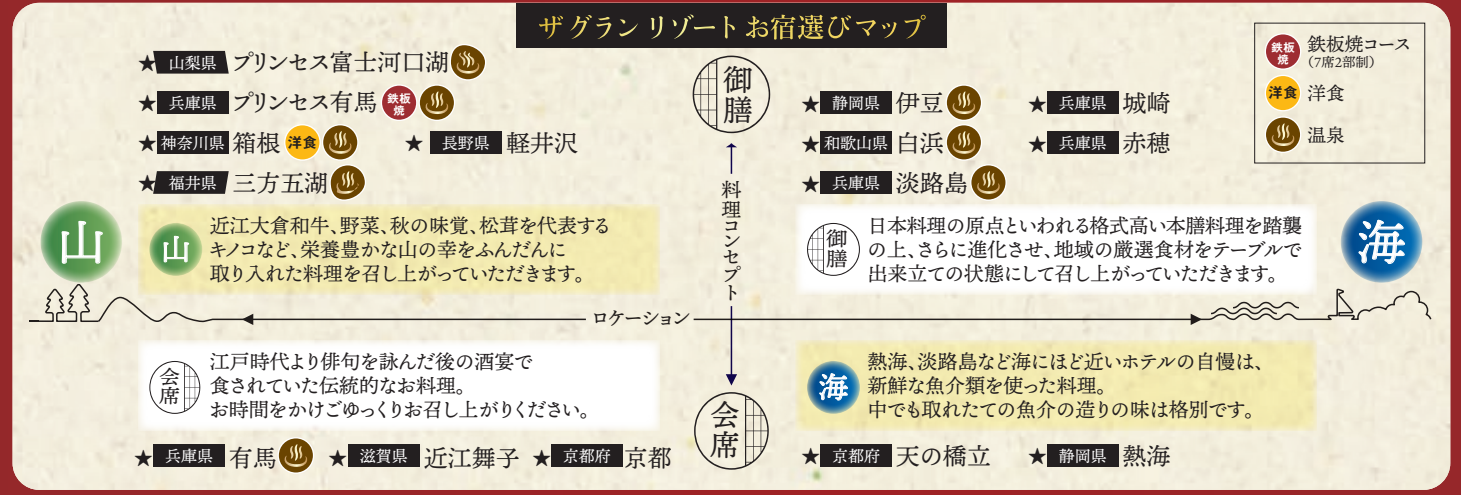 ザ グラン リゾート お宿選びマップ
鉄板焼 鉄板焼コース
（7席2部制）
洋食 洋食
温泉
御膳
★ 山梨県 プリンセス富士河口湖
★ 兵庫県 プリンセス有馬 鉄板焼
★ 神奈川県 箱根 洋食 ★ 長野県 軽井沢
★ 福井県 三方五湖
★ 静岡県 伊豆 ★ 兵庫県 城崎
★ 和歌山県 白浜 ★ 兵庫県 赤穂
★ 兵庫県 淡路島
料理コンセプト
山
山
近江大倉和牛、野菜、秋の味覚、松茸を代表する
キノコなど、栄養豊かな山の幸をふんだんに
取り入れた料理を召し上がっていただきます。
御膳
日本料理の原点といわれる格式高い本膳料理を踏襲
の上、さらに進化させ、地域の厳選食材をテーブルで
出来立ての状態にして召し上がっていただきます。
海
ロケーション
会席
江戸時代より俳句を詠んだ後の酒宴で
食されていた伝統的なお料理。
お時間をかけごゆっくりお召し上がりください。
海
熱海、淡路島など海にほど近いホテルの自慢は、
新鮮な魚介類を使った料理。
中でも取れたての魚介の造りの味は格別です。
会席
★ 兵庫県 有馬 ★ 滋賀県 近江舞子 ★ 京都府 京都
★ 京都府 天の橋立 ★ 静岡県 熱海